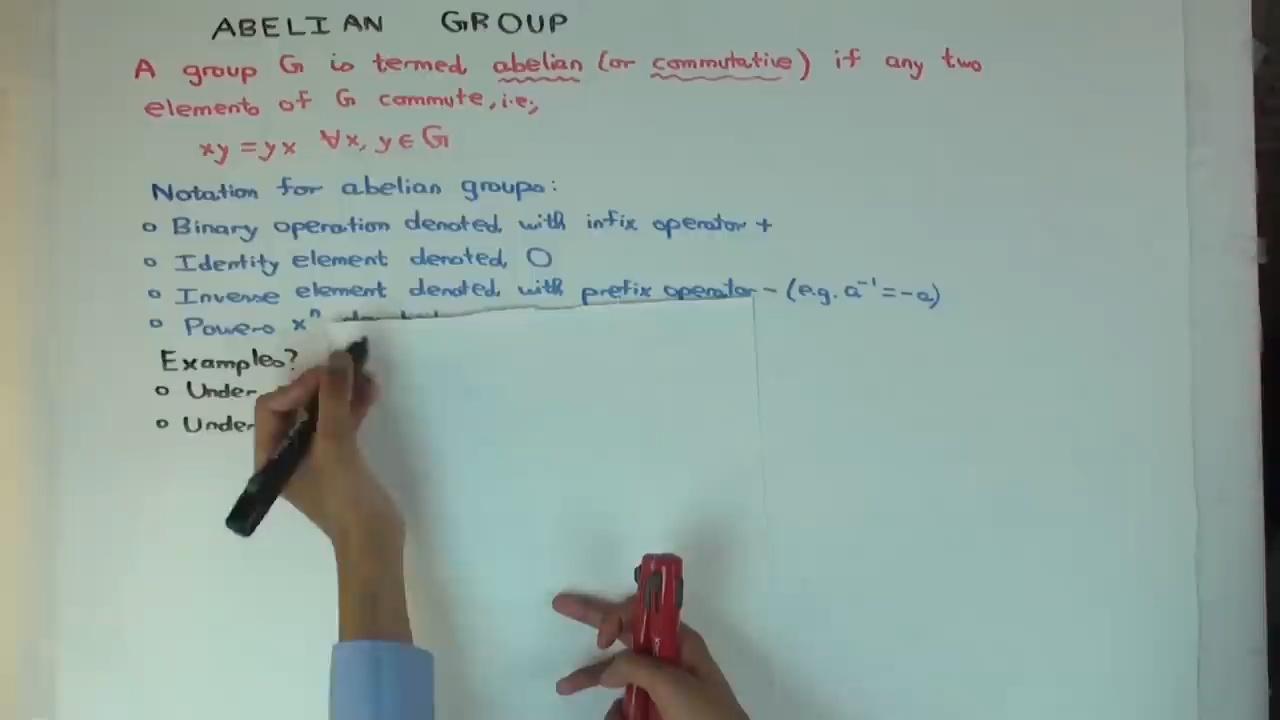 ABELIAN GROUP
A group G is termed abelian (or commutative) if any two
elements of G commute, i.e.,
xy = yx ∀x, y ∈ G
Notation for abelian groups:
o Binary operation denoted with infix operator +
o Identity element denoted 0
o Inverse element denoted with prefix operator - (e.g. a⁻¹ = -a)
o Powers xⁿ
Examples?
o Under
o Under